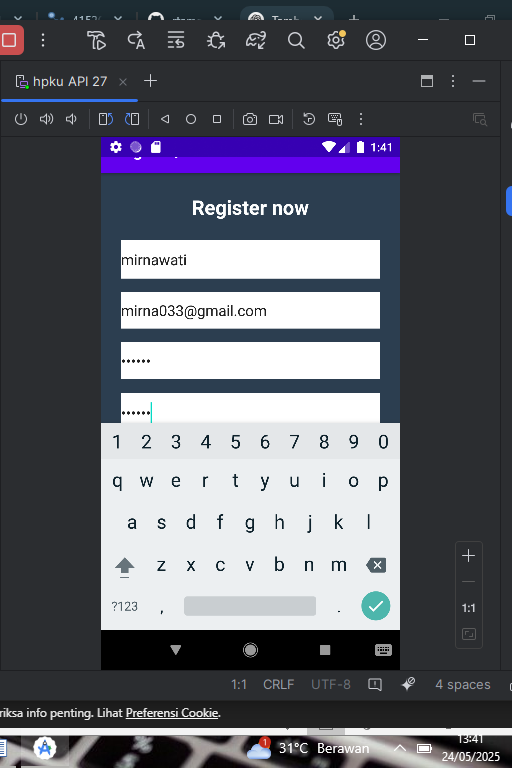 hpku API 27
1:41
Register now
mirnawati
mirna033@gmail.com
••••••
••••••
1 2 3 4 5 6 7 8 9 0
q w e r t y u i o p
a s d f g h j k l
z x c v b n m
?123 , .
1:1
1:1 CRLF UTF-8 4 spaces
riksa info penting. Lihat Preferensi Cookie.
1 31°C Berawan
13:41
24/05/2025